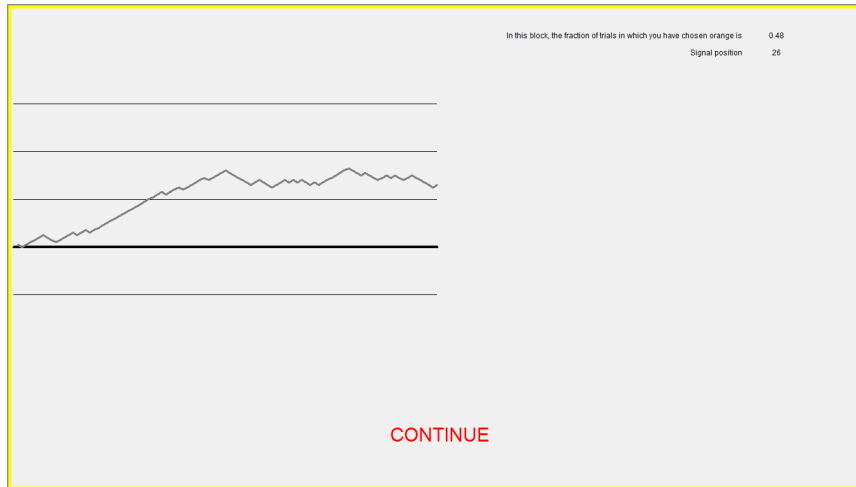 In this block, the fraction of trials in which you have chosen orange is 0.48
Signal position 26
CONTINUE